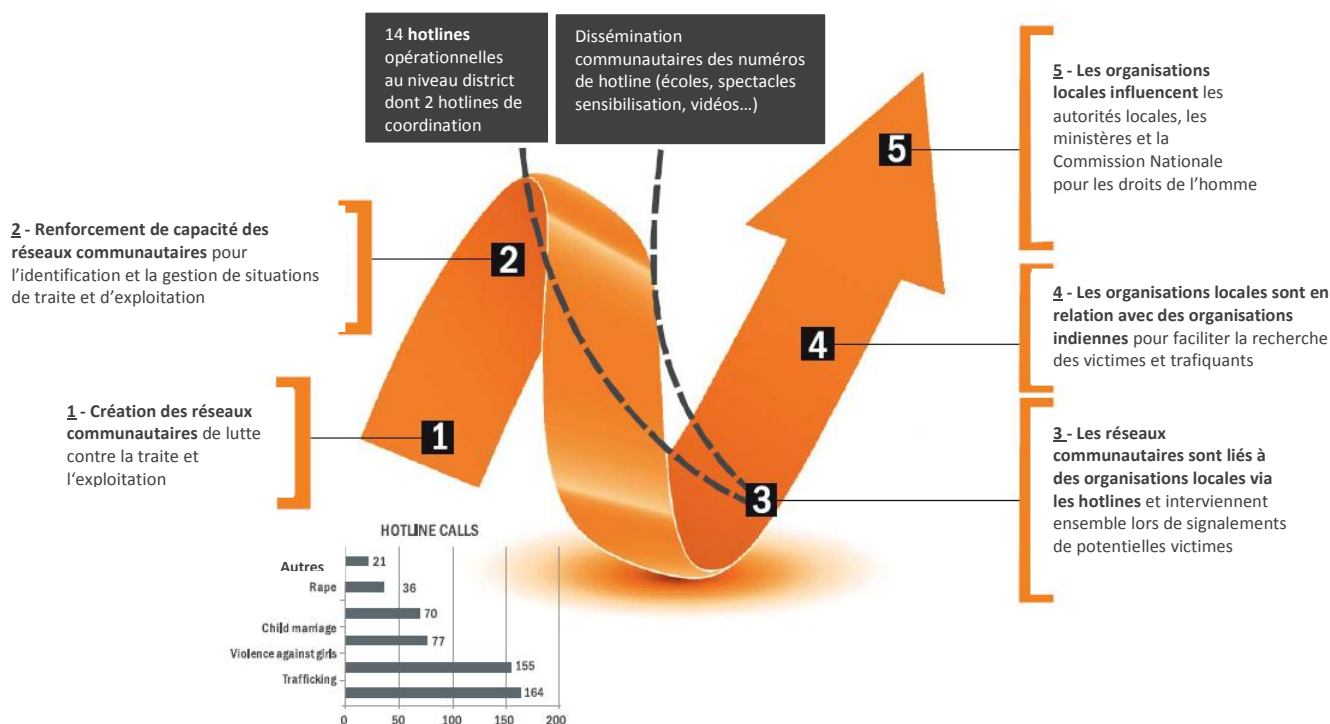 14 hotlines
opérationnelles
au niveau district
dont 2 hotlines de
coordination
Dissémination
communautaires des numéros
de hotline (écoles, spectacles
sensibilisation, vidéos…)
5 - Les organisations
locales influencent les
autorités locales, les
ministères et la
Commission Nationale
pour les droits de l’homme
5
2 - Renforcement de capacité des
réseaux communautaires pour
l’identification et la gestion de situations
de traite et d’exploitation
2
4 - Les organisations locales sont en
relation avec des organisations
indiennes pour faciliter la recherche
des victimes et trafiquants
4
1 - Création des réseaux
communautaires de lutte
contre la traite et
l‘exploitation
1
3 - Les réseaux
communautaires sont liés à
des organisations locales via
les hotlines et interviennent
ensemble lors de signalements
de potentielles victimes
3
HOTLINE CALLS
Autres
21
Rape
36
70
Child marriage
77
Violence against girls
155
Trafficking
164
0 50 100 150 200